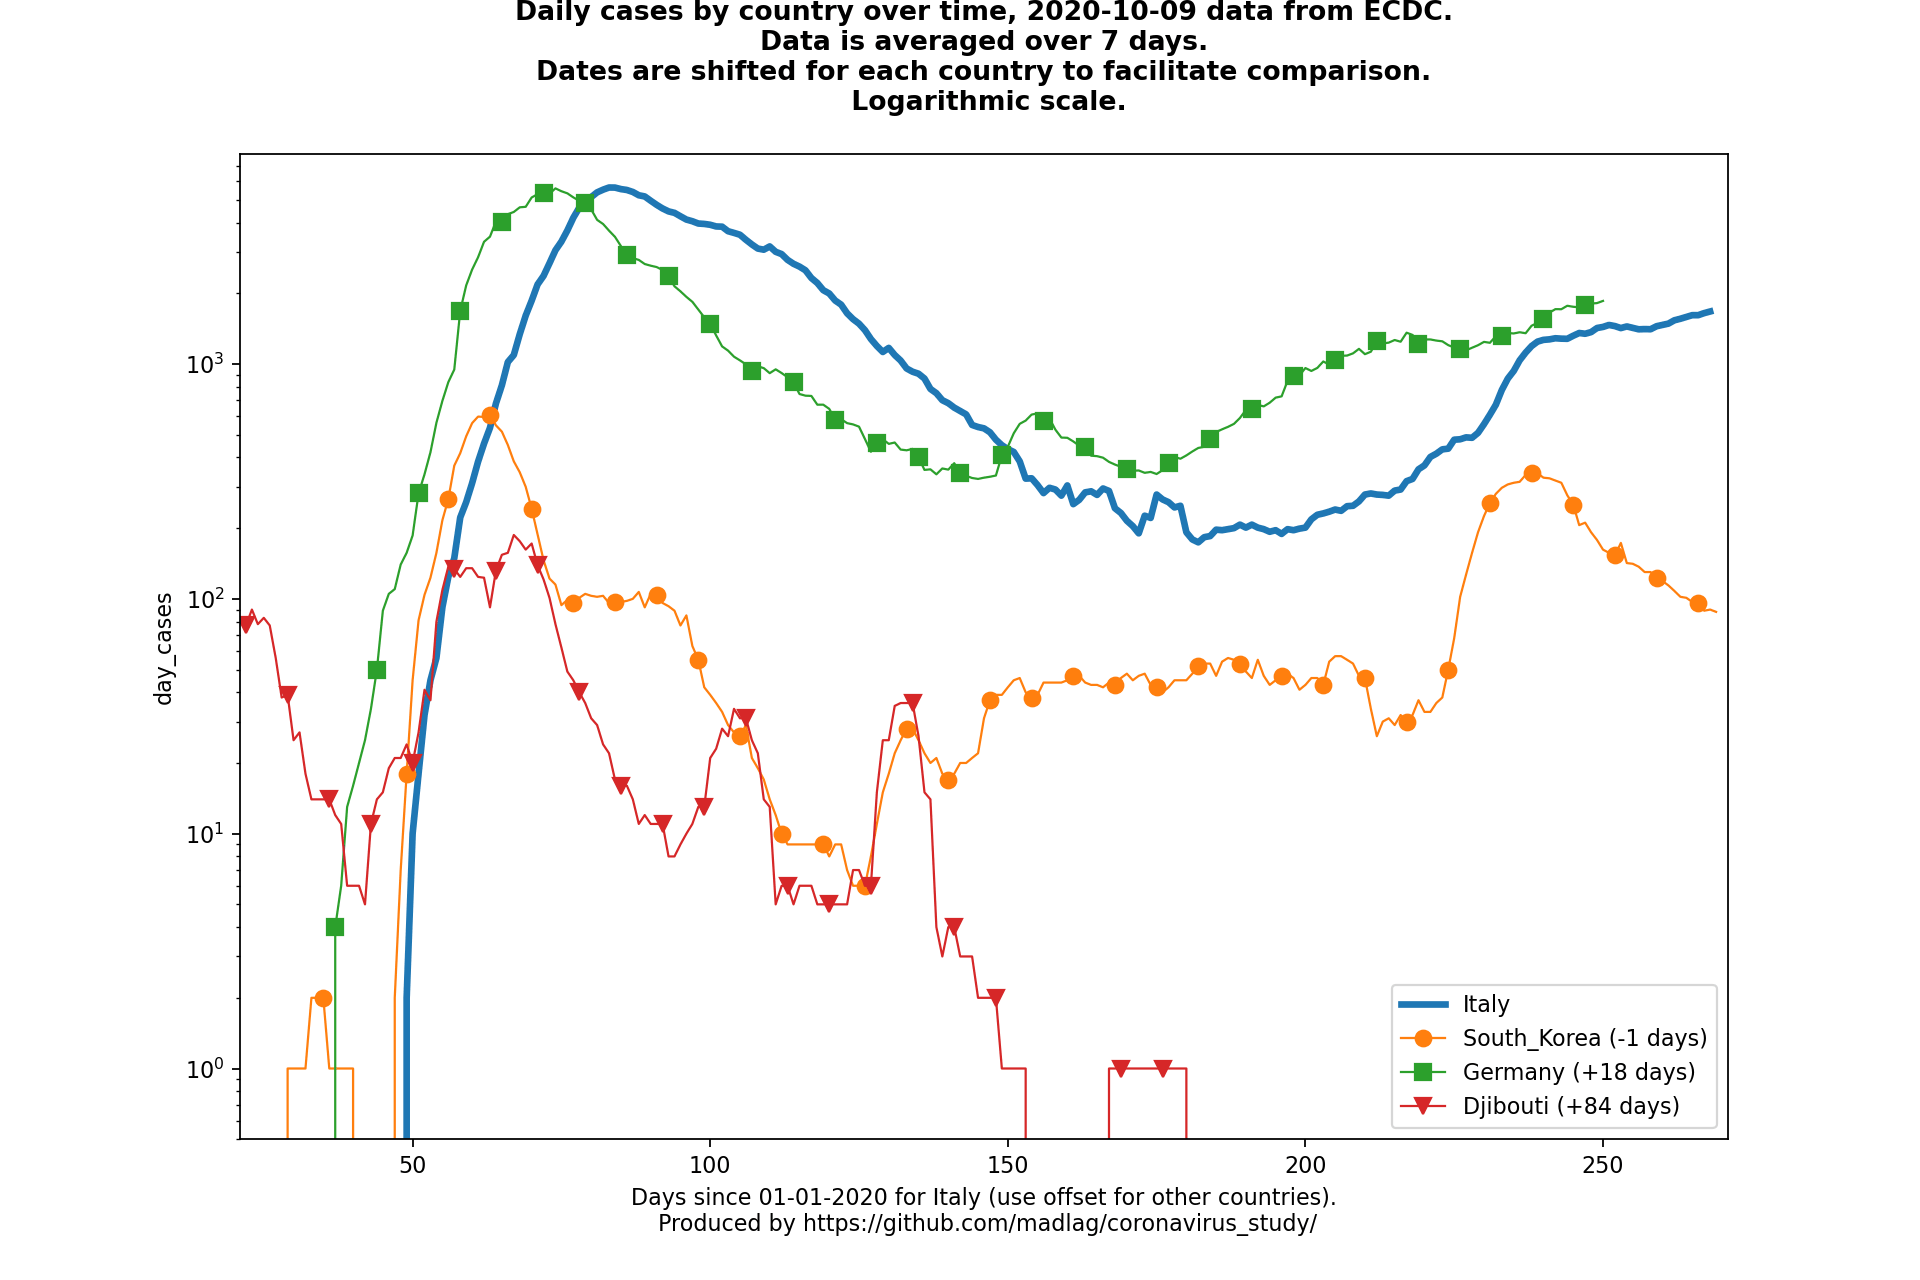 Daily cases by country over time, 2020-10-09 data from ECDC.
Data is averaged over 7 days.
Dates are shifted for each country to facilitate comparison.
Logarithmic scale.
day_cases
10^3
10^2
10^1
10^0
50
100
150
200
250
Italy
South_Korea (-1 days)
Germany (+18 days)
Djibouti (+84 days)
Days since 01-01-2020 for Italy (use offset for other countries).
Produced by https://github.com/madlag/coronavirus_study/